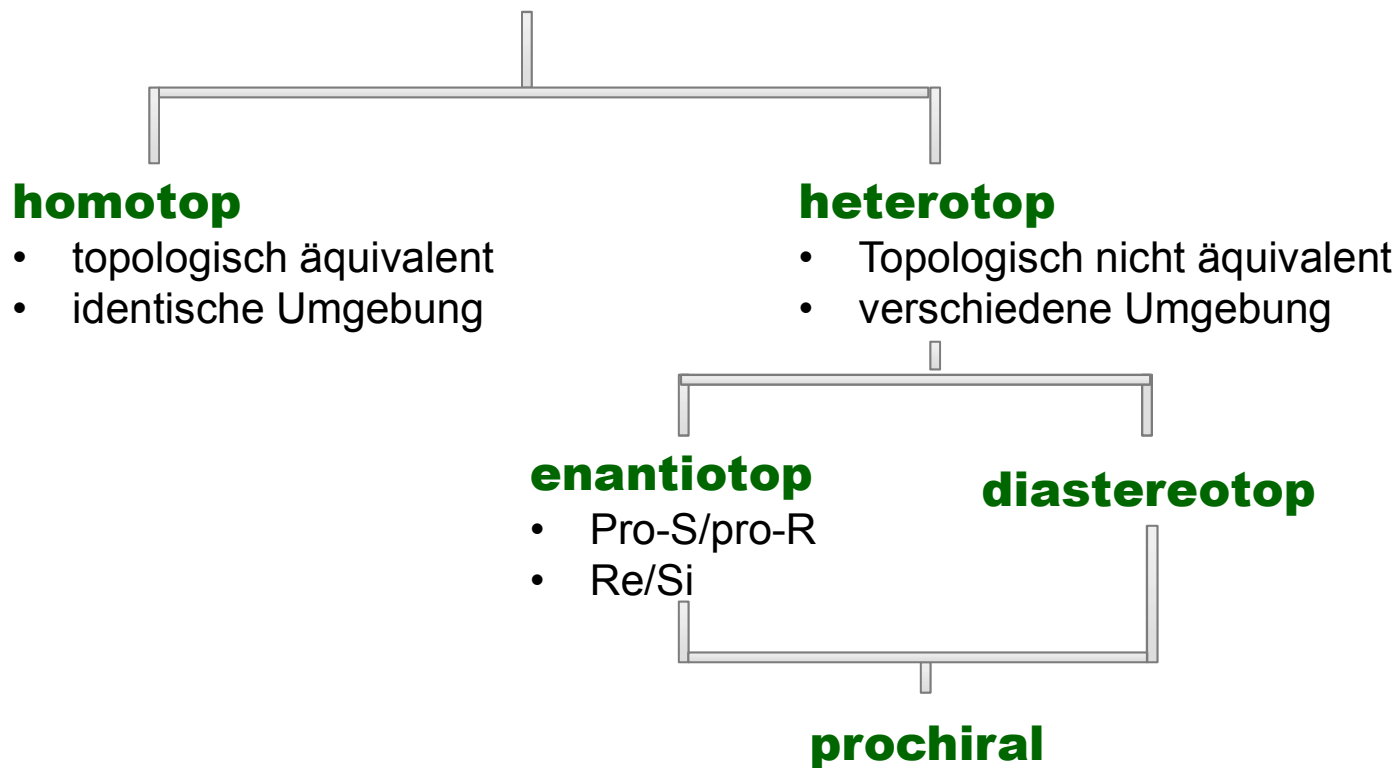 homotop
• topologisch äquivalent
• identische Umgebung
heterotop
• Topologisch nicht äquivalent
• verschiedene Umgebung
enantiotop
• Pro-S/pro-R
• Re/Si
diastereotop
prochiral